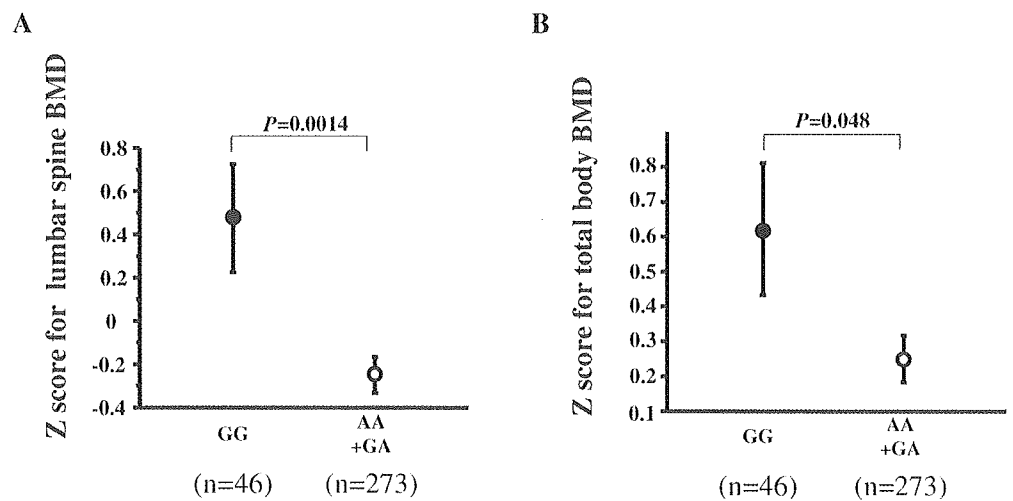 A
Z score for lumbar spine BMD
P=0.0014
0.8
0.6
0.4
0.2
0
-0.2
-0.4
GG
AA
+GA
(n=46)
(n=273)
B
Z score for total body BMD
P=0.048
0.8
0.7
0.6
0.5
0.4
0.3
0.2
0.1
GG
AA
+GA
(n=46)
(n=273)